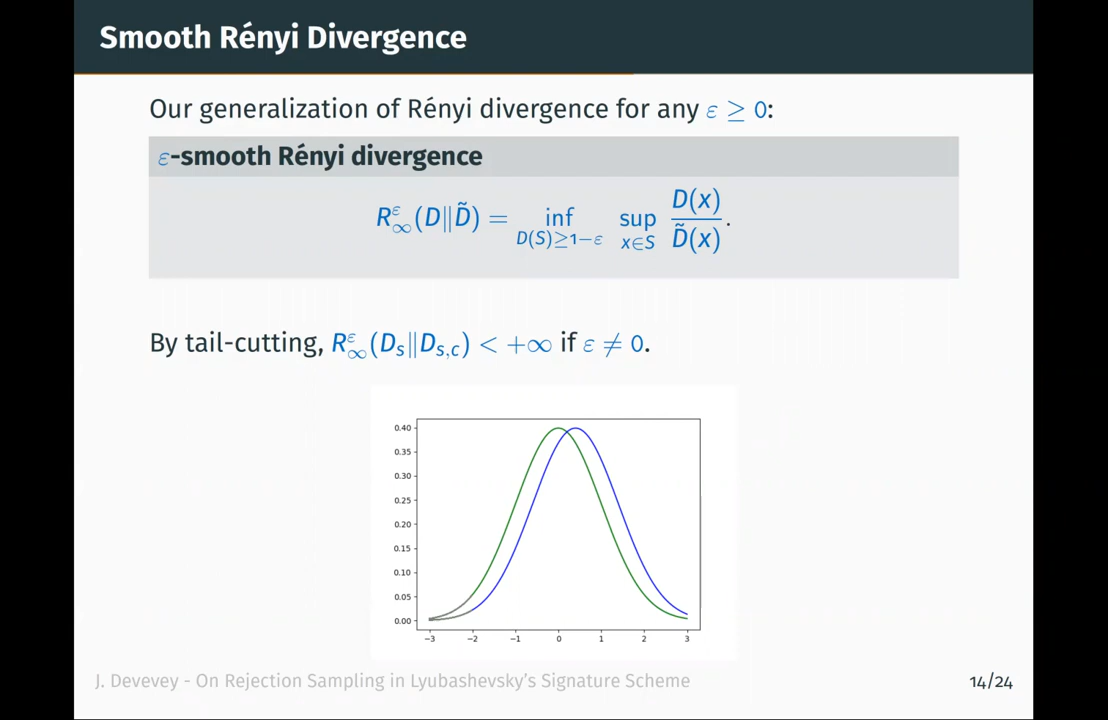 Smooth Rényi Divergence
Our generalization of Rényi divergence for any ε ≥ 0:
ε-smooth Rényi divergence
R^ε_∞(D‖D̃) = inf_{D(S)≥1−ε} sup_{x∈S} D(x)/D̃(x).
By tail-cutting, R^ε_∞(D_s‖D_{s,c}) < +∞ if ε ≠ 0.
0.40
0.35
0.30
0.25
0.20
0.15
0.10
0.05
0.00
−3 −2 −1 0 1 2 3
J. Devevey - On Rejection Sampling in Lyubashevsky's Signature Scheme 14/24